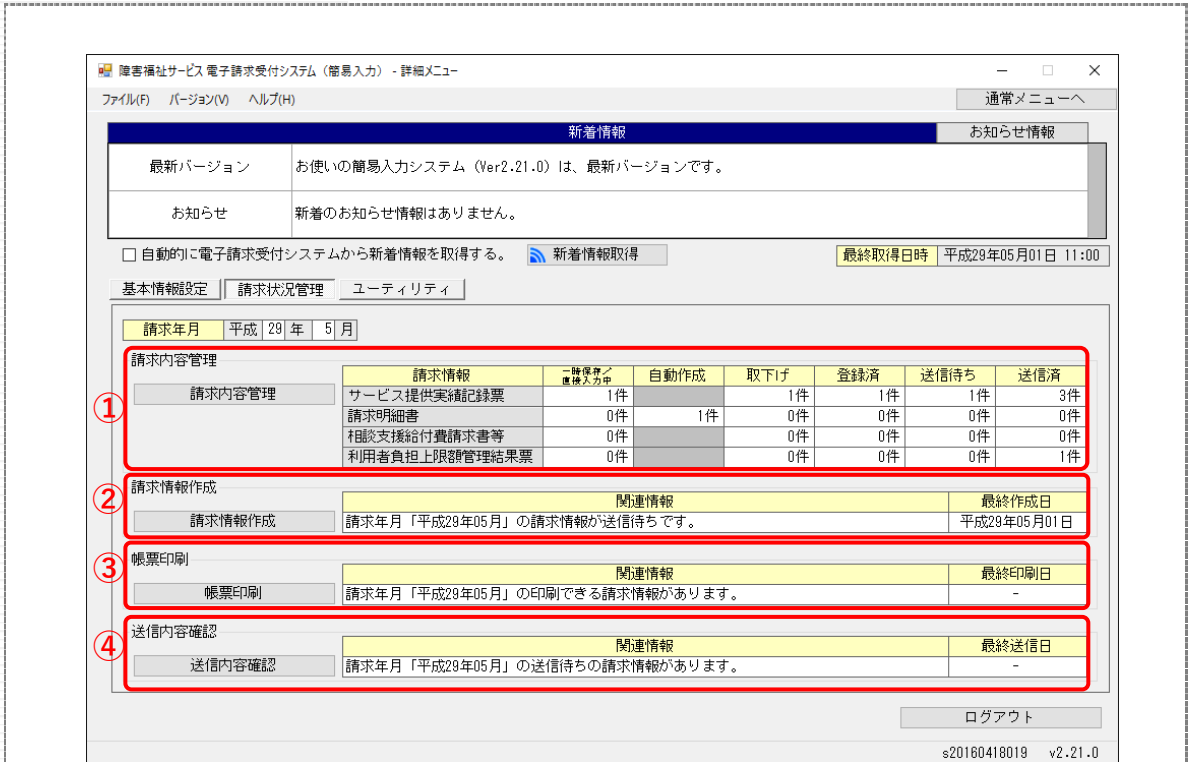 障害福祉サービス 電子請求受付システム（簡易入力） - 詳細メニュー
ファイル(F) バージョン(V) ヘルプ(H) 通常メニューへ
新着情報 お知らせ情報
最新バージョン お使いの簡易入力システム（Ver2.21.0）は、最新バージョンです。
お知らせ 新着のお知らせ情報はありません。
自動的に電子請求受付システムから新着情報を取得する。 新着情報取得 最終取得日時 平成29年05月01日 11:00
基本情報設定 請求状況管理 ユーティリティ
請求年月 平成 29 年 5 月
①
請求内容管理
請求内容管理
請求情報 一時保存／直接入力中 自動作成 取下げ 登録済 送信待ち 送信済
サービス提供実績記録票 1件 1件 1件 1件 3件
請求明細書 0件 1件 0件 0件 0件 0件
相談支援給付費請求書等 0件 0件 0件 0件 0件
利用者負担上限額管理結果票 0件 0件 0件 0件 1件
②
請求情報作成
関連情報 最終作成日
請求情報作成 請求年月「平成29年05月」の請求情報が送信待ちです。 平成29年05月01日
③
帳票印刷
関連情報 最終印刷日
帳票印刷 請求年月「平成29年05月」の印刷できる請求情報があります。 -
④
送信内容確認
関連情報 最終送信日
送信内容確認 請求年月「平成29年05月」の送信待ちの請求情報があります。 -
ログアウト
s20160418019 v2.21.0